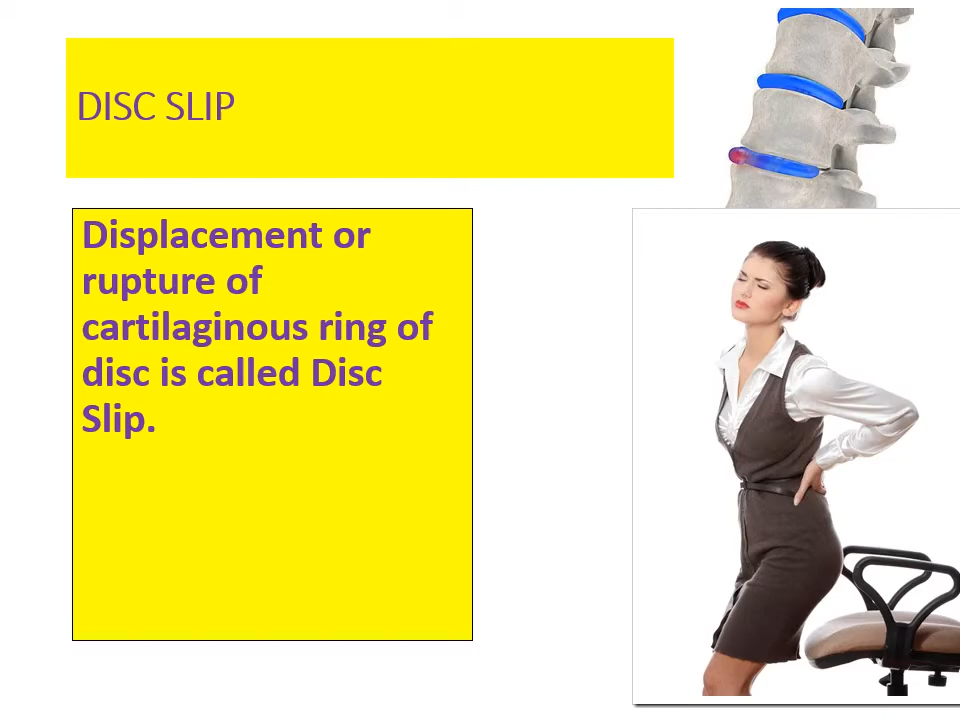 DISC SLIP
Displacement or
rupture of
cartilaginous ring of
disc is called Disc
Slip.